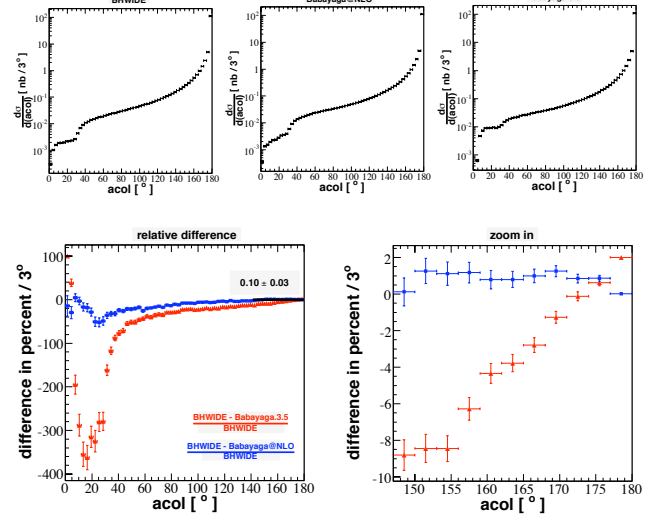 BHWIDE
Babayaga@NLO
dσ
d(acol)
[ nb / 3° ]
10²
10
1
10⁻¹
10⁻²
10⁻³
0 20 40 60 80 100 120 140 160 180
acol [ ° ]
dσ
d(acol)
[ nb / 3° ]
10²
10
1
10⁻¹
10⁻²
10⁻³
0 20 40 60 80 100 120 140 160 180
acol [ ° ]
dσ
d(acol)
[ nb / 3° ]
10²
10
1
10⁻¹
10⁻²
10⁻³
0 20 40 60 80 100 120 140 160 180
acol [ ° ]
relative difference
difference in percent / 3°
100
0
-100
-200
-300
-400
0.10 ± 0.03
BHWIDE - Babayaga.3.5
BHWIDE
BHWIDE - Babayaga@NLO
BHWIDE
0 20 40 60 80 100 120 140 160 180
acol [ ° ]
zoom in
difference in percent / 3°
2
0
-2
-4
-6
-8
-10
150 155 160 165 170 175 180
acol [ ° ]